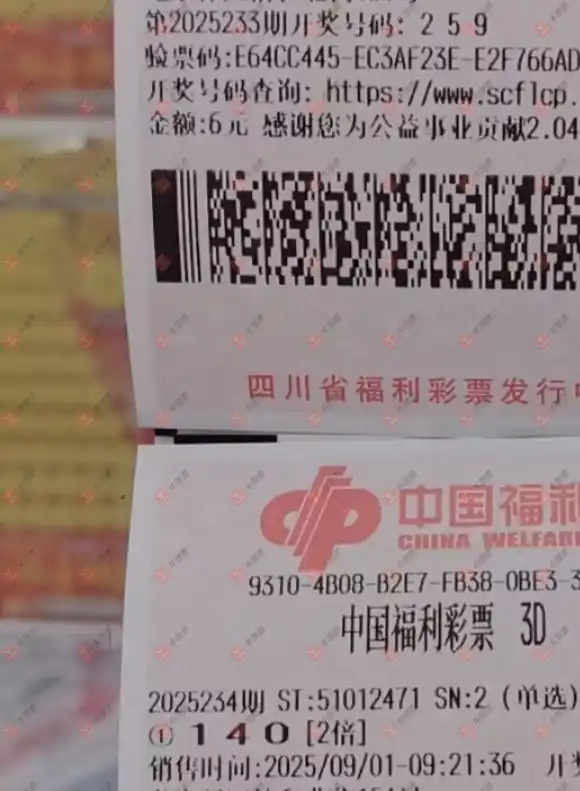 第2025233期开奖号码: 2 5 9
验票码:E64CC445-EC3AF23E-E2F766AD
开奖号码查询: https://www.scflcp.
金额:6元 感谢您为公益事业贡献2.04
四川省福利彩票发行
中国福利
CHINA WELFAR
9310-4B08-B2E7-FB38-0BE3-3
中国福利彩票 3D
2025234期 ST:51012471 SN:2 (单选)
① 1 4 0 [2倍]
销售时间:2025/09/01-09:21:36 开奖